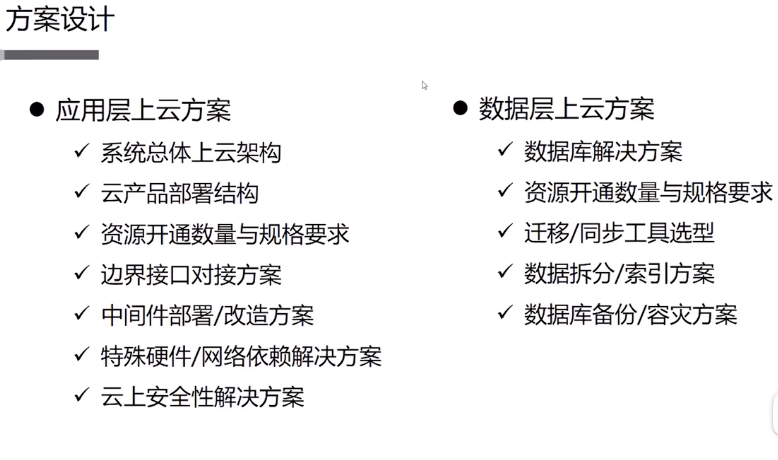 方案设计
应用层上云方案
系统总体上云架构
云产品部署结构
资源开通数量与规格要求
边界接口对接方案
中间件部署/改造方案
特殊硬件/网络依赖解决方案
云上安全性解决方案
数据层上云方案
数据库解决方案
资源开通数量与规格要求
迁移/同步工具选型
数据拆分/索引方案
数据库备份/容灾方案